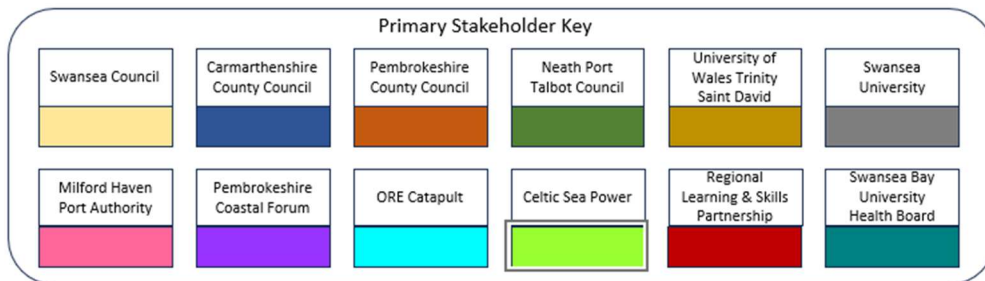 Primary Stakeholder Key
Swansea Council
Carmarthenshire
County Council
Pembrokeshire
County Council
Neath Port
Talbot Council
University of
Wales Trinity
Saint David
Swansea
University
Milford Haven
Port Authority
Pembrokeshire
Coastal Forum
ORE Catapult
Celtic Sea Power
Regional
Learning & Skills
Partnership
Swansea Bay
University
Health Board